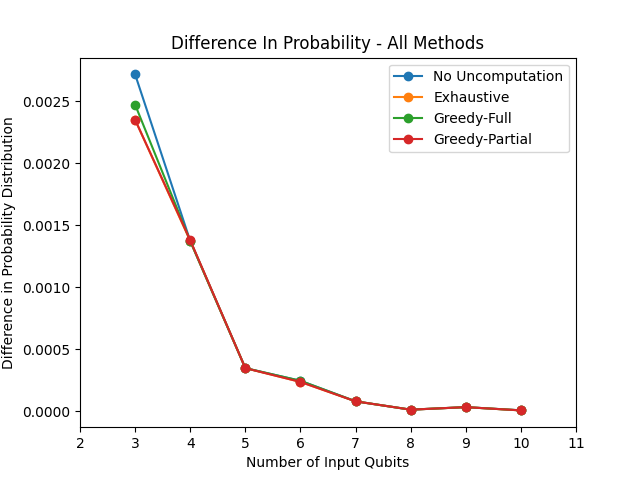 Difference In Probability - All Methods
No Uncomputation
Exhaustive
Greedy-Full
Greedy-Partial
Difference in Probability Distribution
0.0025
0.0020
0.0015
0.0010
0.0005
0.0000
2 3 4 5 6 7 8 9 10 11
Number of Input Qubits